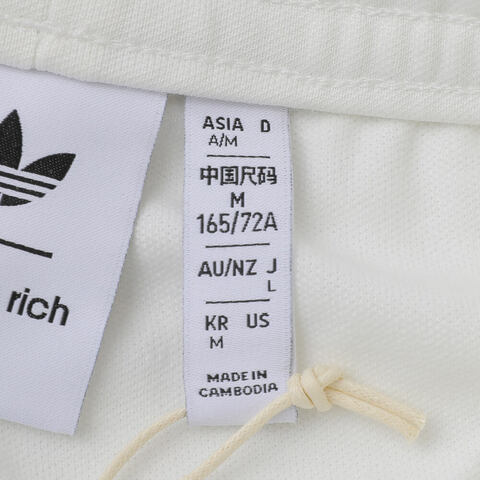 rich
ASIA D
A/M
中国尺码
M
165/72A
AU/NZ J
L
KR US
M
MADE IN
CAMBODIA